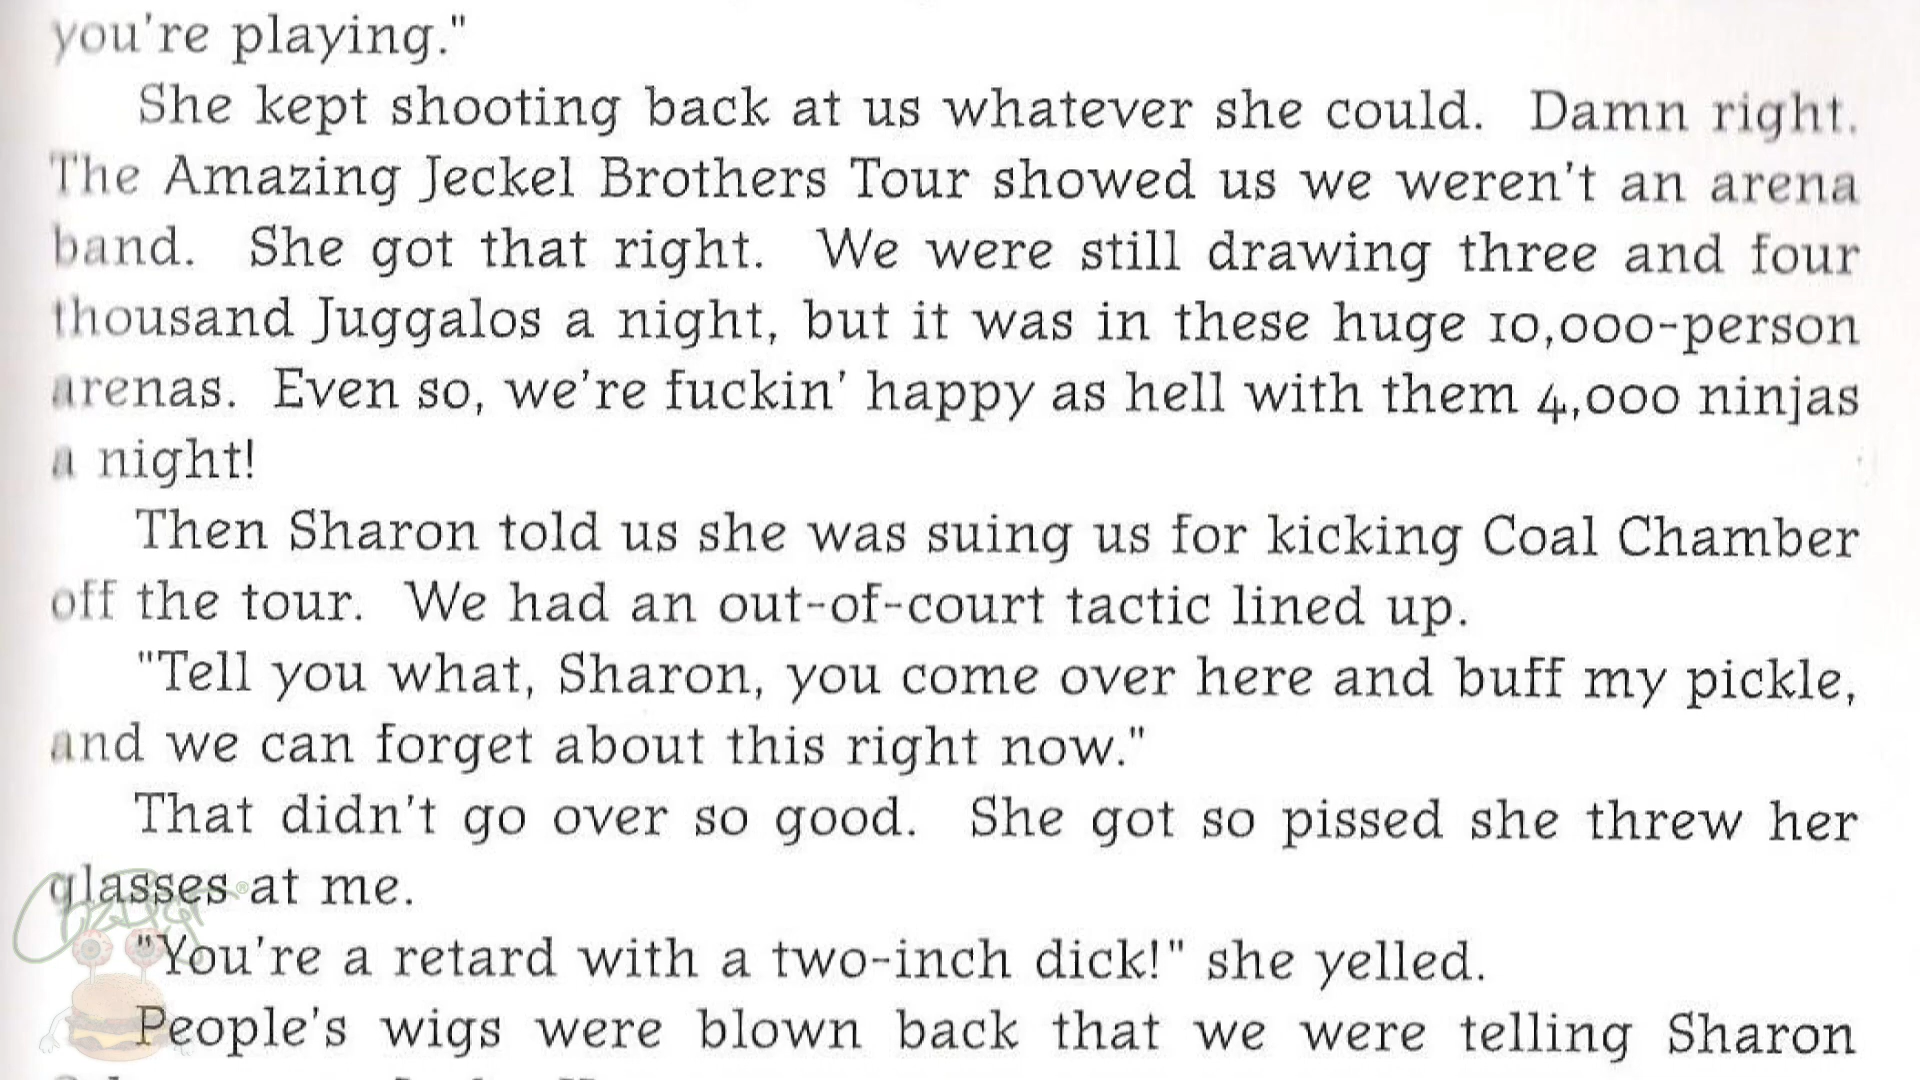 you're playing."
She kept shooting back at us whatever she could. Damn right.
The Amazing Jeckel Brothers Tour showed us we weren't an arena
band. She got that right. We were still drawing three and four
thousand Juggalos a night, but it was in these huge 10,000-person
arenas. Even so, we're fuckin' happy as hell with them 4,000 ninjas
a night!
Then Sharon told us she was suing us for kicking Coal Chamber
off the tour. We had an out-of-court tactic lined up.
"Tell you what, Sharon, you come over here and buff my pickle,
and we can forget about this right now."
That didn't go over so good. She got so pissed she threw her
glasses at me.
"You're a retard with a two-inch dick!" she yelled.
People's wigs were blown back that we were telling Sharon